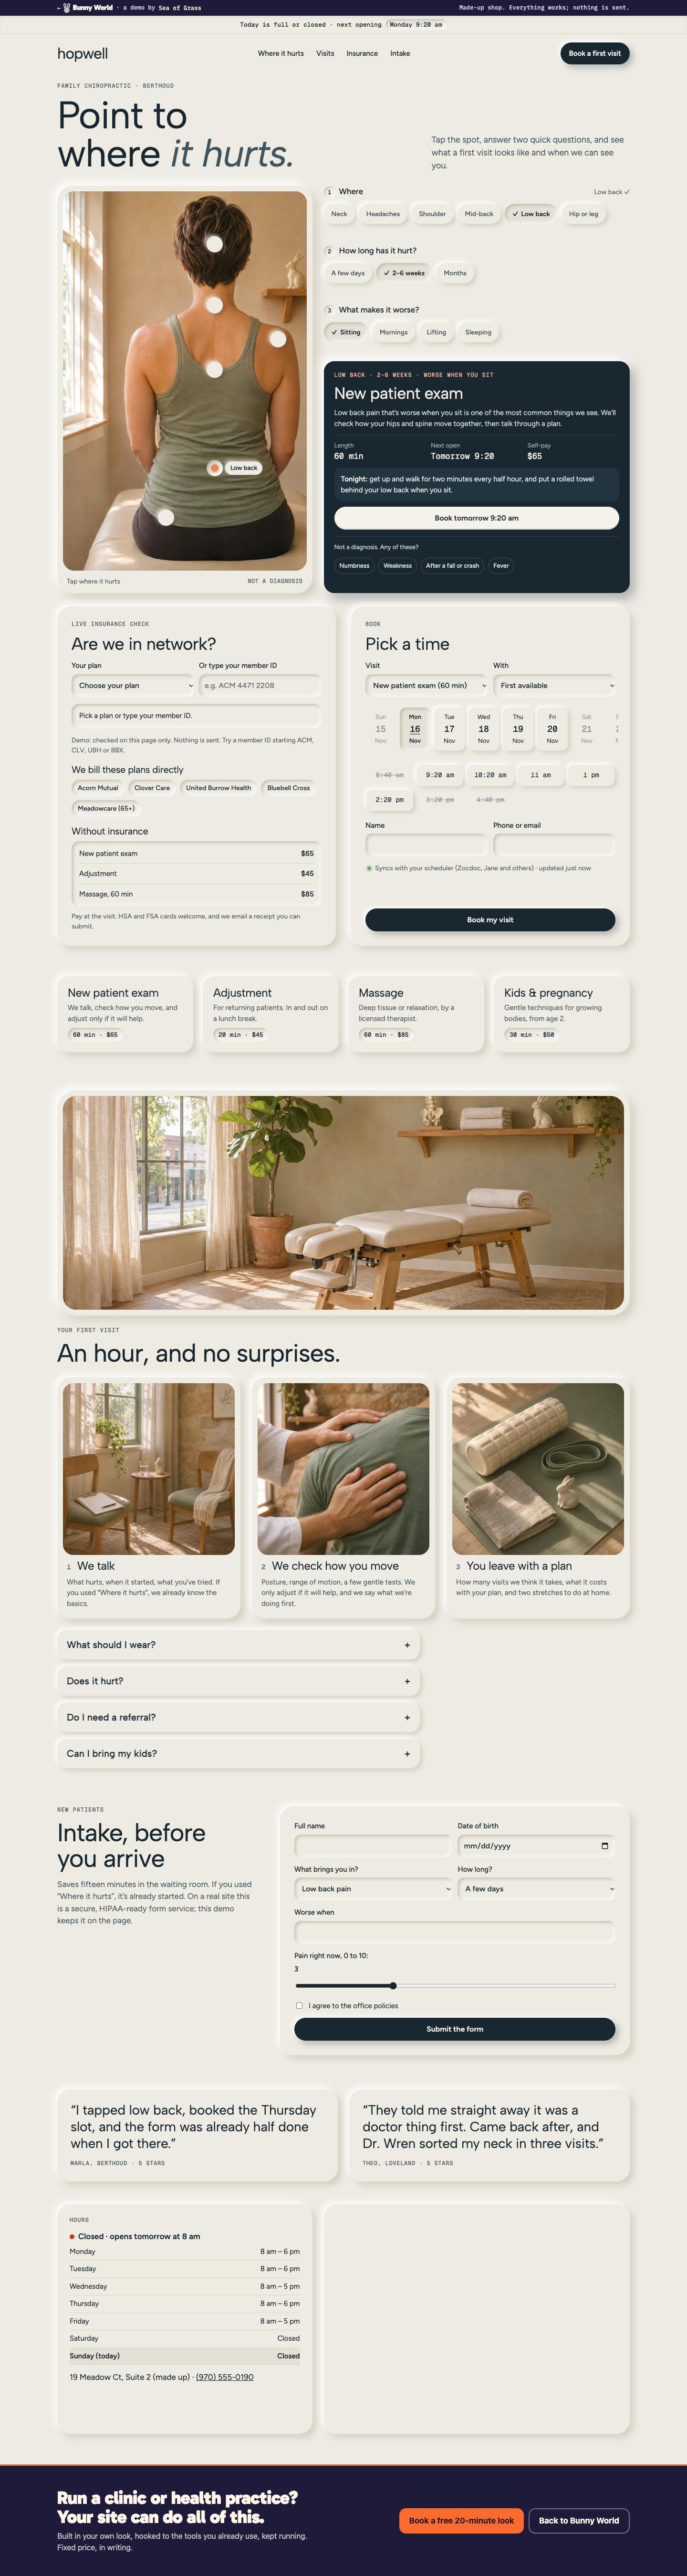 ← Bunny World · a demo by Sea of Grass
Made-up shop. Everything works; nothing is sent.
Today is full or closed · next opening Monday 9:20 am
hopwell
Where it hurts
Visits
Insurance
Intake
Book a first visit
FAMILY CHIROPRACTIC · BERTHOUD
Point to
where it hurts.
Tap the spot, answer two quick questions, and see
what a first visit looks like and when we can see
you.
Low back
Tap where it hurts
NOT A DIAGNOSIS
1 Where
Low back ✓
Neck
Headaches
Shoulder
Mid-back
✓ Low back
Hip or leg
2 How long has it hurt?
A few days
✓ 2–6 weeks
Months
3 What makes it worse?
✓ Sitting
Mornings
Lifting
Sleeping
LOW BACK · 2–6 WEEKS · WORSE WHEN YOU SIT
New patient exam
Low back pain that's worse when you sit is one of the most common things we see. We'll
check how your hips and spine move together, then talk through a plan.
Length
Next open
Self-pay
60 min
Tomorrow 9:20
$65
Tonight: get up and walk for two minutes every half hour, and put a rolled towel
behind your low back when you sit.
Book tomorrow 9:20 am
Not a diagnosis. Any of these?
Numbness
Weakness
After a fall or crash
Fever
LIVE INSURANCE CHECK
Are we in network?
Your plan
Or type your member ID
Choose your plan
e.g. ACM 4471 2208
Pick a plan or type your member ID.
Demo: checked on this page only. Nothing is sent. Try a member ID starting ACM,
CLV, UBH or BBX.
We bill these plans directly
Acorn Mutual
Clover Care
United Burrow Health
Bluebell Cross
Meadowcare (65+)
Without insurance
New patient exam $65
Adjustment $45
Massage, 60 min $85
Pay at the visit. HSA and FSA cards welcome, and we email a receipt you can
submit.
BOOK
Pick a time
Visit
With
New patient exam (60 min)
First available
Sun Mon Tue Wed Thu Fri Sat
15 16 17 18 19 20 21
Nov Nov Nov Nov Nov Nov Nov
8:40 am 9:20 am 10:20 am 11 am 1 pm
2:20 pm 3:20 pm 4:40 pm
Name
Phone or email
Syncs with your scheduler (Zocdoc, Jane and others) · updated just now
Book my visit
New patient exam
We talk, check how you move, and
adjust only if it will help.
60 min · $65
Adjustment
For returning patients. In and out on
a lunch break.
20 min · $45
Massage
Deep tissue or relaxation, by a
licensed therapist.
60 min · $85
Kids & pregnancy
Gentle techniques for growing
bodies, from age 2.
30 min · $50
YOUR FIRST VISIT
An hour, and no surprises.
1 We talk
What hurts, when it started, what you've tried. If
you used "Where it hurts", we already know the
basics.
2 We check how you move
Posture, range of motion, a few gentle tests. We
only adjust if it will help, and we say what we're
doing first.
3 You leave with a plan
How many visits we think it takes, what it costs
with your plan, and two stretches to do at home.
What should I wear? +
Does it hurt? +
Do I need a referral? +
Can I bring my kids? +
NEW PATIENTS
Intake, before
you arrive
Saves fifteen minutes in the waiting room. If you used
"Where it hurts", it's already started. On a real site this
is a secure, HIPAA-ready form service; this demo
keeps it on the page.
Full name
Date of birth
mm/dd/yyyy
What brings you in?
How long?
Low back pain
A few days
Worse when
Pain right now, 0 to 10:
3
I agree to the office policies
Submit the form
"I tapped low back, booked the Thursday
slot, and the form was already half done
when I got there."
MARLA, BERTHOUD · 5 STARS
"They told me straight away it was a
doctor thing first. Came back after, and
Dr. Wren sorted my neck in three visits."
THEO, LOVELAND · 5 STARS
HOURS
Closed · opens tomorrow at 8 am
Monday 8 am – 6 pm
Tuesday 8 am – 6 pm
Wednesday 8 am – 5 pm
Thursday 8 am – 6 pm
Friday 8 am – 5 pm
Saturday Closed
Sunday (today) Closed
19 Meadow Ct, Suite 2 (made up) · (970) 555-0190
Run a clinic or health practice?
Your site can do all of this.
Built in your own look, hooked to the tools you already use, kept running.
Fixed price, in writing.
Book a free 20-minute look
Back to Bunny World